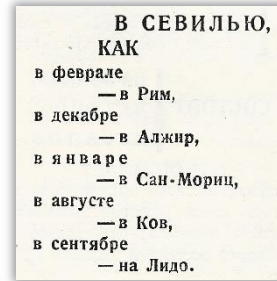 В СЕВИЛЬЮ,
КАК
в феврале
— в Рим,
в декабре
— в Алжир,
в январе
— в Сан-Мориц,
в августе
— в Ков,
в сентябре
— на Лидо.